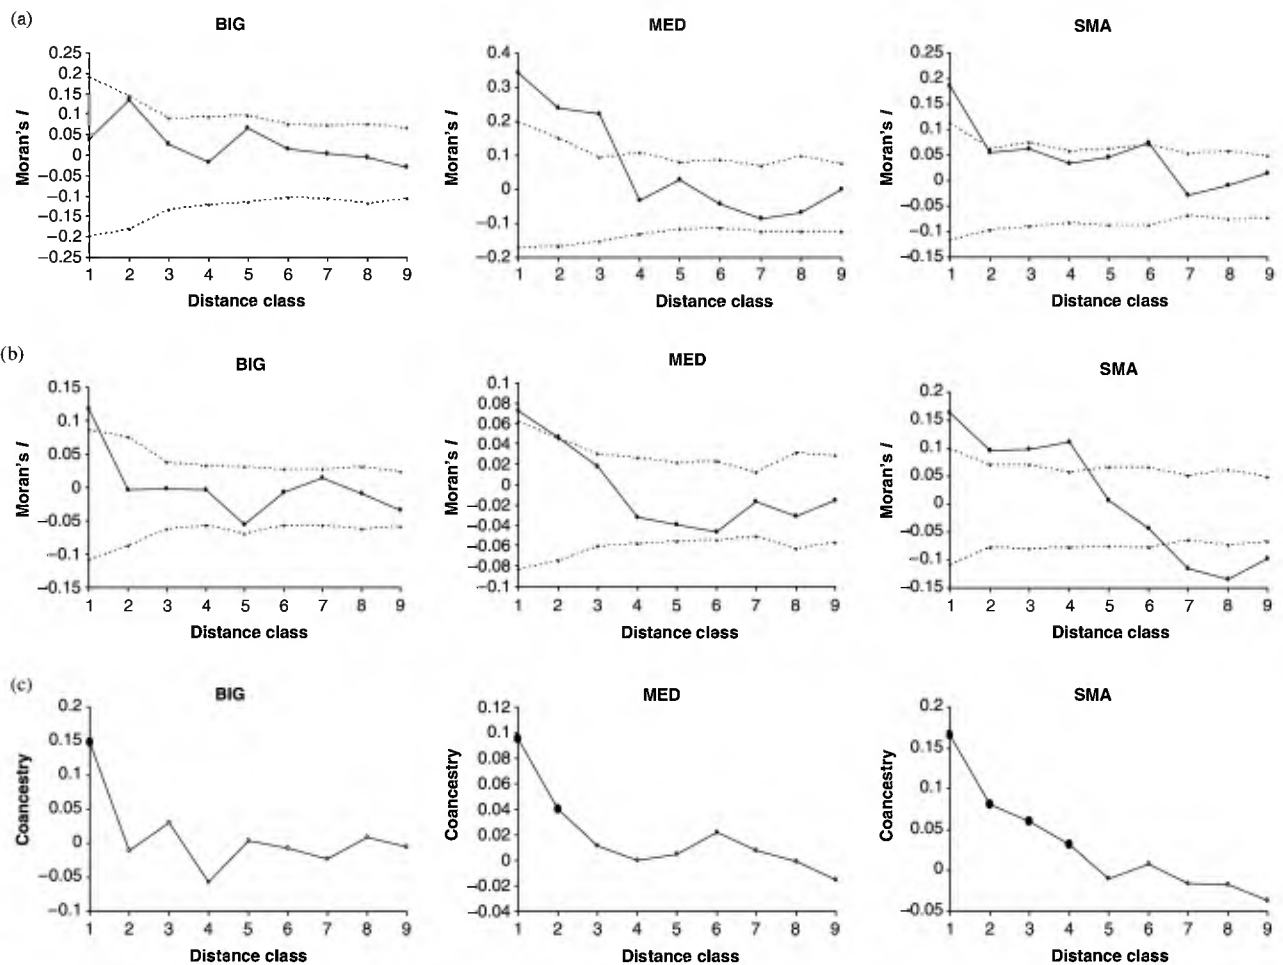 (a)
BIG
MED
SMA
0.25
0.2
0.15
0.1
0.05
0
−0.05
−0.1
−0.15
−0.2
−0.25
Moran's I
1 2 3 4 5 6 7 8 9
Distance class
0.4
0.3
0.2
0.1
0
−0.1
−0.2
Moran's I
1 2 3 4 5 6 7 8 9
Distance class
0.25
0.2
0.15
0.1
0.05
0
−0.05
−0.1
−0.15
Moran's I
1 2 3 4 5 6 7 8 9
Distance class
(b)
BIG
MED
SMA
0.15
0.1
0.05
0
−0.05
−0.1
−0.15
Moran's I
1 2 3 4 5 6 7 8 9
Distance class
0.1
0.08
0.06
0.04
0.02
0
−0.02
−0.04
−0.06
−0.08
−0.1
Moran's I
1 2 3 4 5 6 7 8 9
Distance class
0.2
0.15
0.1
0.05
0
−0.05
−0.1
−0.15
Moran's I
1 2 3 4 5 6 7 8 9
Distance class
(c)
BIG
MED
SMA
0.2
0.15
0.1
0.05
0
−0.05
−0.1
Coancestry
1 2 3 4 5 6 7 8 9
Distance class
0.12
0.1
0.08
0.06
0.04
0.02
0
−0.02
−0.04
Coancestry
1 2 3 4 5 6 7 8 9
Distance class
0.2
0.15
0.1
0.05
0
−0.05
Coancestry
1 2 3 4 5 6 7 8 9
Distance class